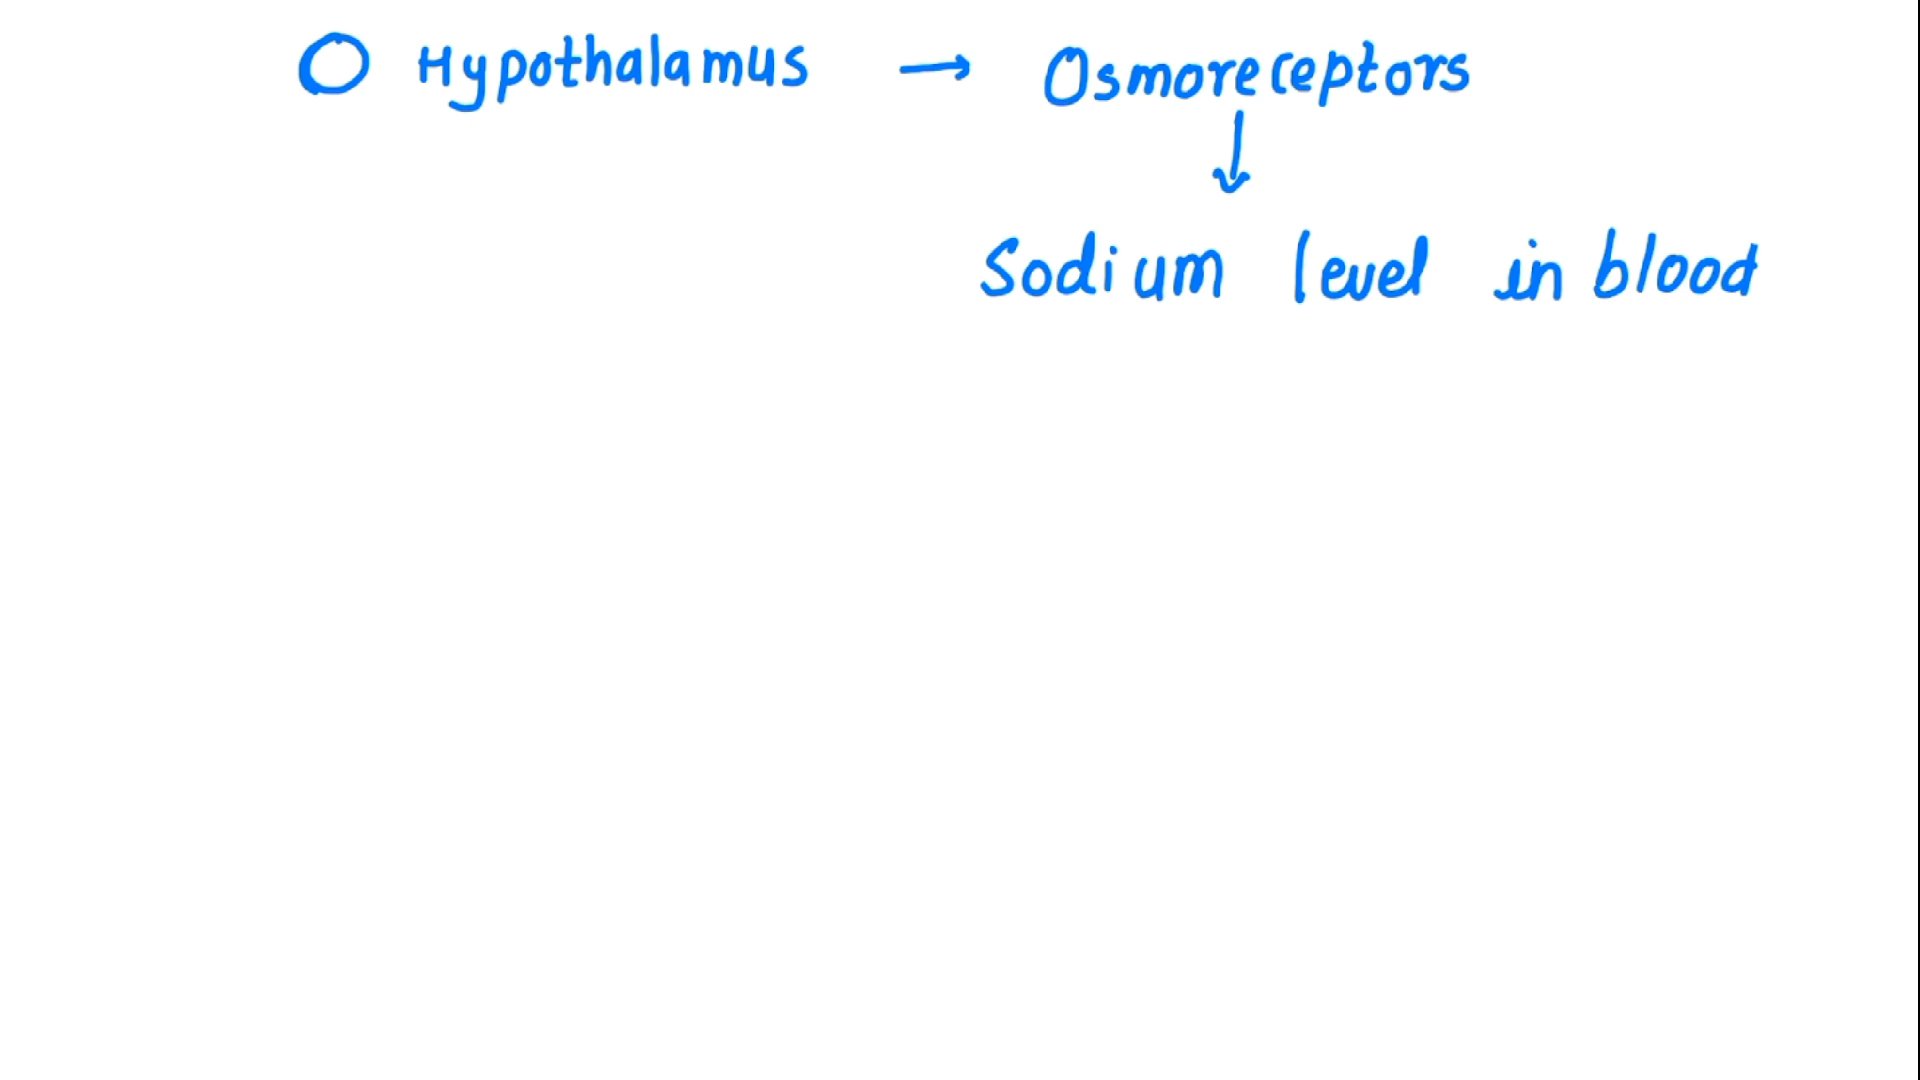 Hypothalamus → Osmoreceptors
↓
Sodium level in blood